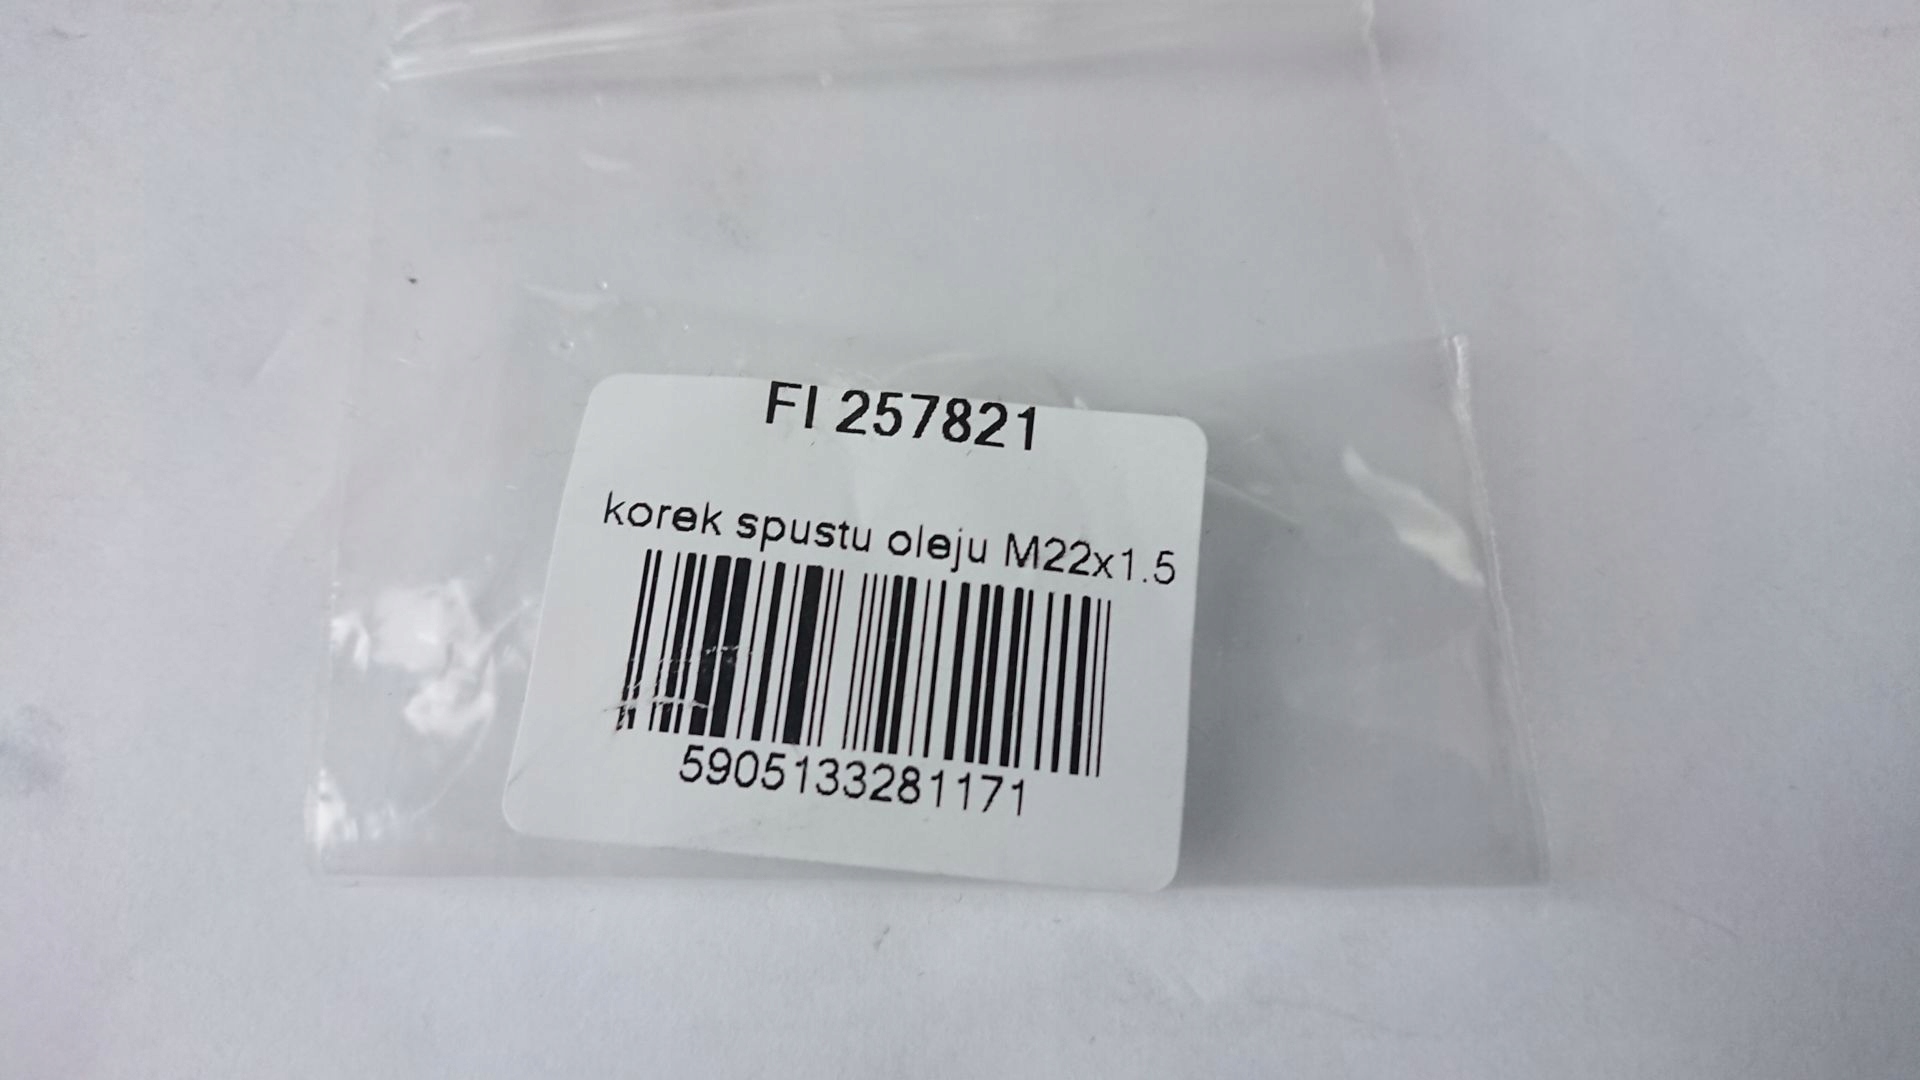 FI 257821
korek spustu oleju M22x1.5
5905133281171